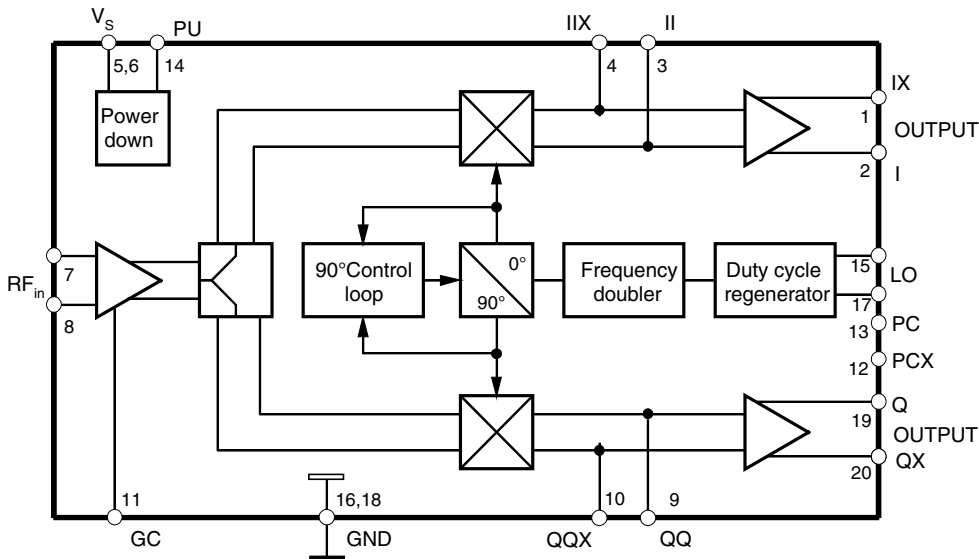 VS PU IIX II
5,6 14 4 3
Power
down
IX
1
OUTPUT
2
I
RFin
7
8
90°Control
loop
0°
90°
Frequency
doubler
Duty cycle
regenerator
15
LO
17
13 PC
12 PCX
Q
19
OUTPUT
20 QX
11 16,18 10 9
GC GND QQX QQ